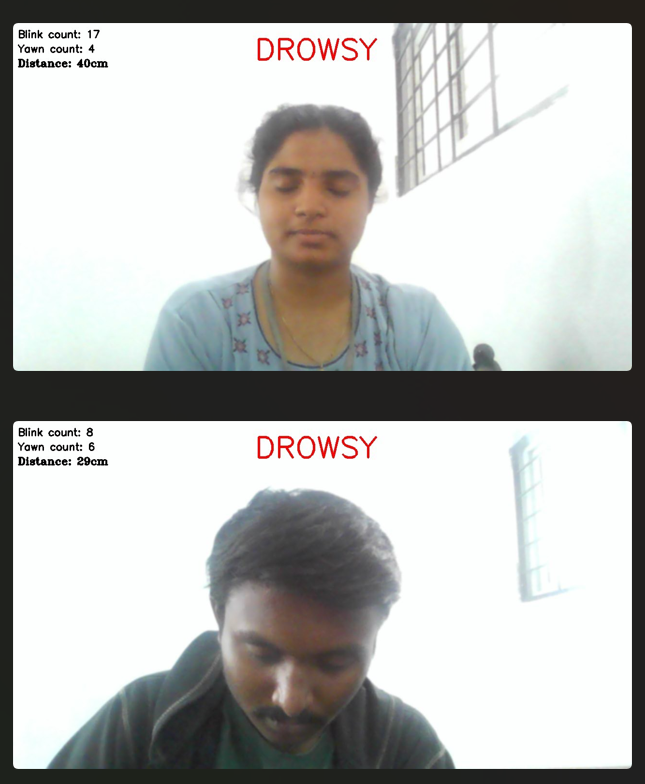 Blink count: 17
DROWSY
Yawn count: 4
Distance: 40cm
Blink count: 8
DROWSY
Yawn count: 6
Distance: 29cm